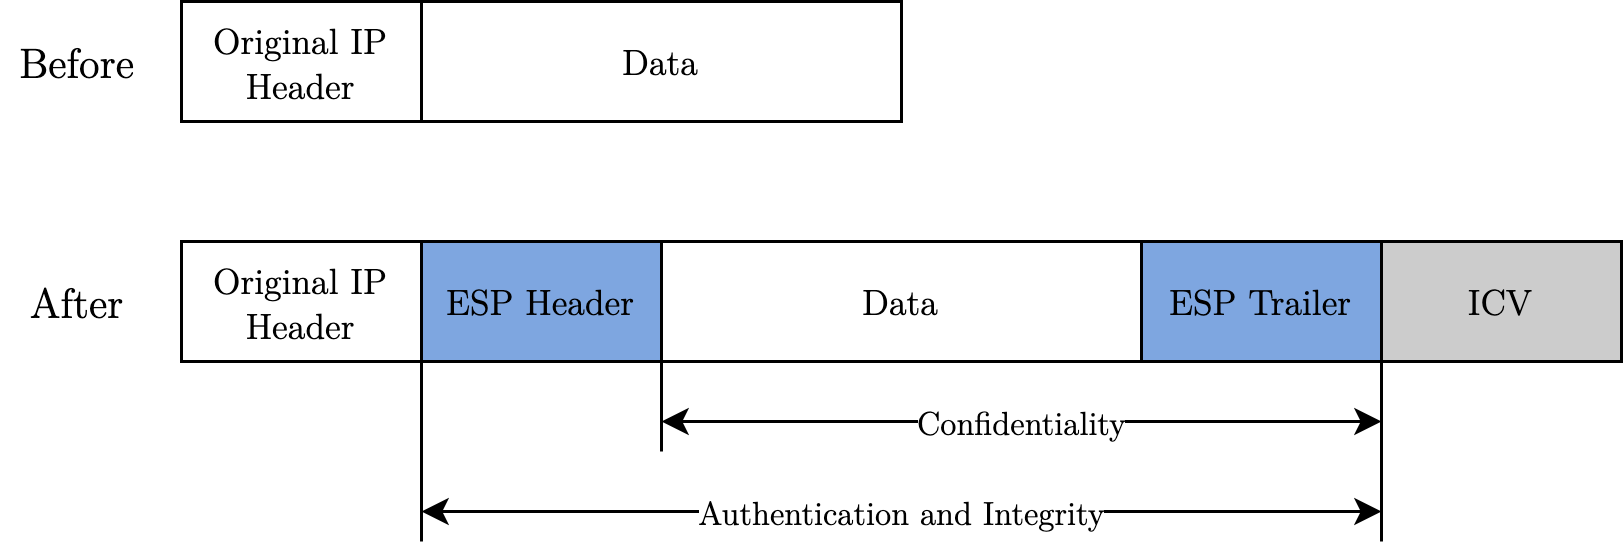 Before
Original IP
Header
Data
After
Original IP
Header
ESP Header
Data
ESP Trailer
ICV
Confidentiality
Authentication and Integrity